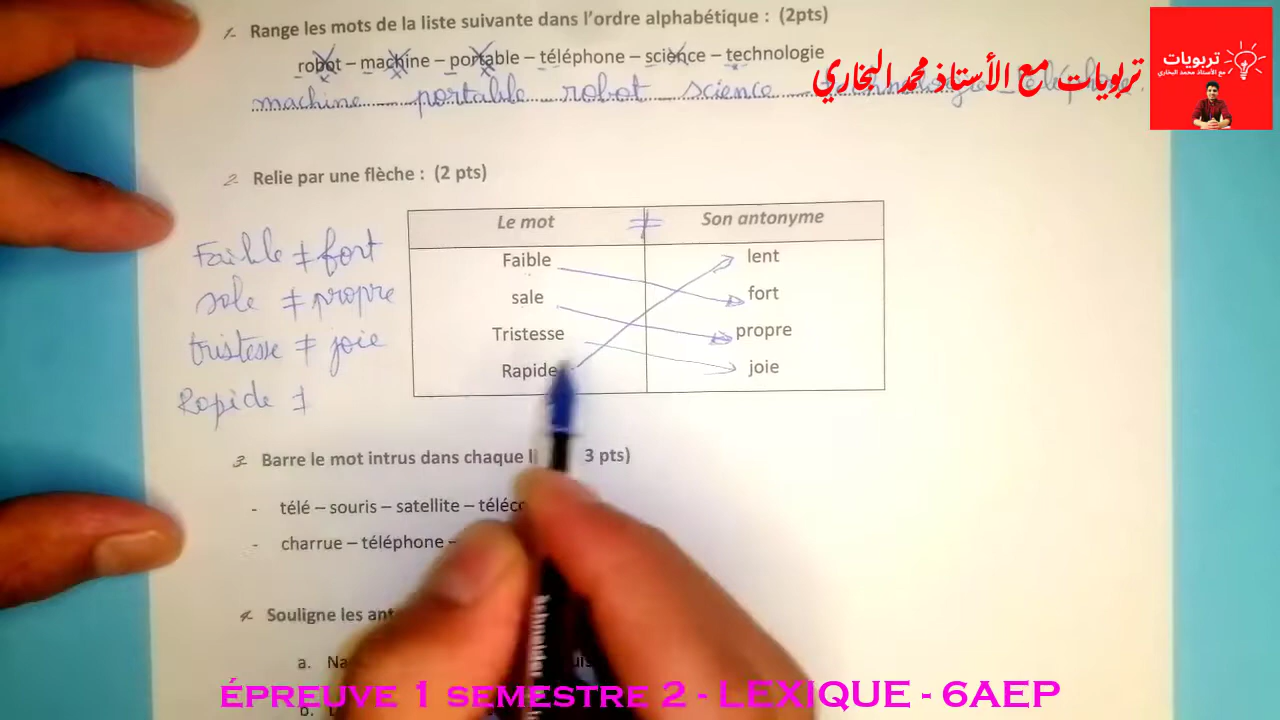 1- Range les mots de la liste suivante dans l'ordre alphabétique : (2pts)
robot – machine – portable – téléphone – science – technologie
machine portable robot science
تربويات مع الأستاذ محمد البخاري
تربويات
مع الأستاذ محمد البخاري
2- Relie par une flèche : (2 pts)
Le mot ≠ Son antonyme
Faible lent
sale fort
Tristesse propre
Rapide joie
Faible ≠ fort
sale ≠ propre
tristesse ≠ joie
Rapide ≠
3- Barre le mot intrus dans chaque 3 pts)
- télé – souris – satellite –
- charrue – téléphone –
4- Souligne les
a.
b.
ÉPREUVE 1 SEMESTRE 2 - LEXIQUE - 6AEP